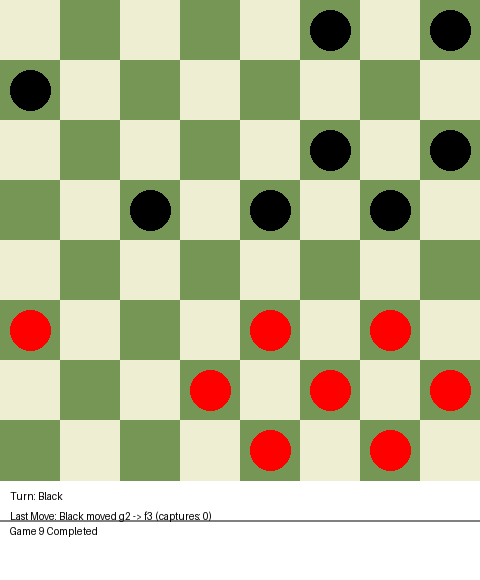 Turn: Black
Last Move: Black moved g2 -> f3 (captures: 0)
Game 9 Completed